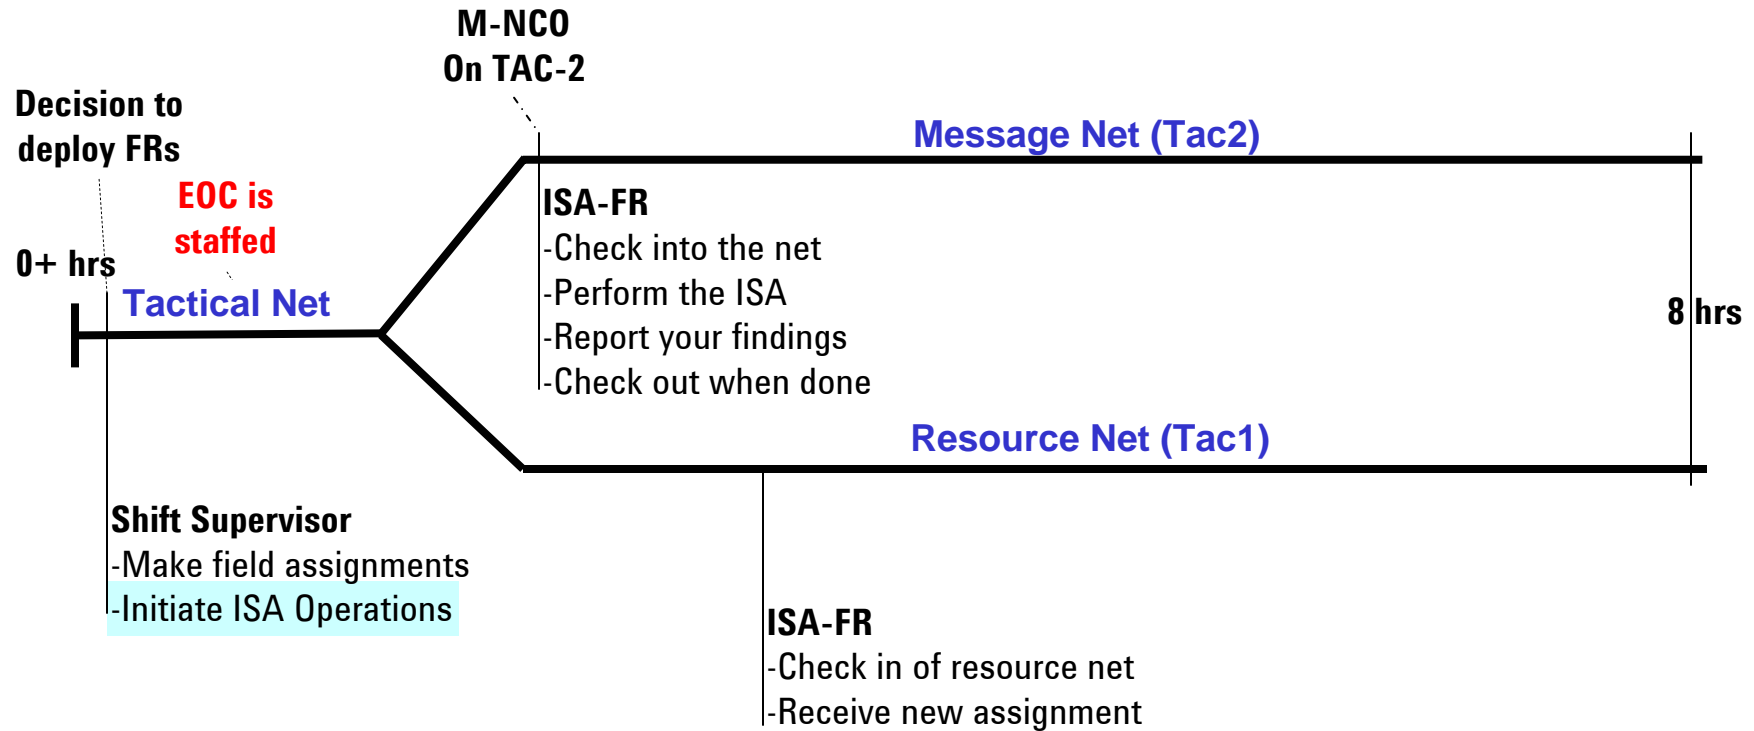 M-NCO
On TAC-2
Decision to
deploy FRs
Message Net (Tac2)
EOC is
staffed
ISA-FR
-Check into the net
-Perform the ISA
-Report your findings
-Check out when done
0+ hrs
Tactical Net
8 hrs
Resource Net (Tac1)
Shift Supervisor
-Make field assignments
-Initiate ISA Operations
ISA-FR
-Check in of resource net
-Receive new assignment